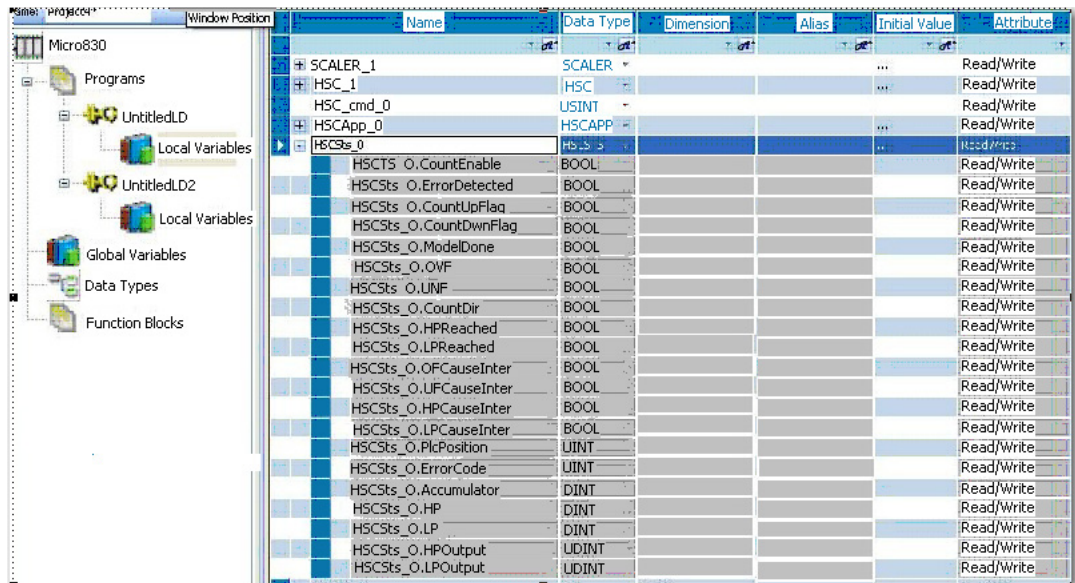 Name: Project4*
Window Position
Micro830
Programs
UntitledLD
Local Variables
UntitledLD2
Local Variables
Global Variables
Data Types
Function Blocks
Name Data Type Dimension Alias Initial Value Attribute
SCALER_1 SCALER ... Read/Write
HSC_1 HSC ... Read/Write
HSC_cmd_0 USINT Read/Write
HSCApp_0 HSCAPP ... Read/Write
HSCSts_0 ...
HSCTS_O.CountEnable BOOL Read/Write
HSCSts_O.ErrorDetected BOOL Read/Write
HSCSts_O.CountUpFlag BOOL Read/Write
HSCSts_O.CountDwnFlag BOOL Read/Write
HSCSts_O.ModelDone BOOL Read/Write
HSCSts_O.OVF BOOL Read/Write
HSCSts_O.UNF BOOL Read/Write
HSCSts_O.CountDir BOOL Read/Write
HSCSts_O.HPReached BOOL Read/Write
HSCSts_O.LPReached BOOL Read/Write
HSCSts_O.OFCauseInter BOOL Read/Write
HSCSts_O.UFCauseInter BOOL Read/Write
HSCSts_O.HPCauseInter BOOL Read/Write
HSCSts_O.LPCauseInter BOOL Read/Write
HSCSts_O.PlcPosition UINT Read/Write
HSCSts_O.ErrorCode UINT Read/Write
HSCSts_O.Accumulator DINT Read/Write
HSCSts_O.HP DINT Read/Write
HSCSts_O.LP DINT Read/Write
HSCSts_O.HPOutput UDINT Read/Write
HSCSts_O.LPOutput UDINT Read/Write